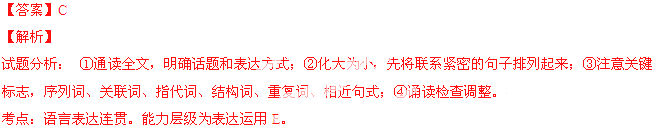 【答案】C
【解析】
试题分析： ①通读全文，明确话题和表达方式；②化大为小，先将联系紧密的句子排列起来；③注意关键
标志，序列词、关联词、指代词、结构词、重复词、相近句式；④诵读检查调整。
考点：语言表达连贯。能力层级为表达运用 E。